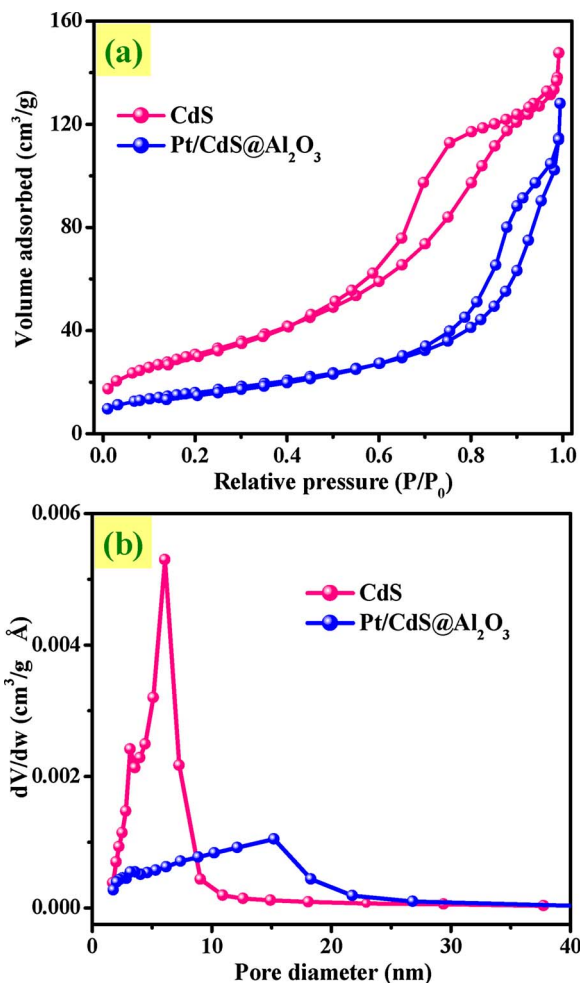 (a)
160
120
80
40
0
CdS
Pt/CdS@Al₂O₃
Volume adsorbed (cm³/g)
0.0 0.2 0.4 0.6 0.8 1.0
Relative pressure (P/P₀)
(b)
0.006
0.004
0.002
0.000
CdS
Pt/CdS@Al₂O₃
dV/dw (cm³/g Å)
0 10 20 30 40
Pore diameter (nm)